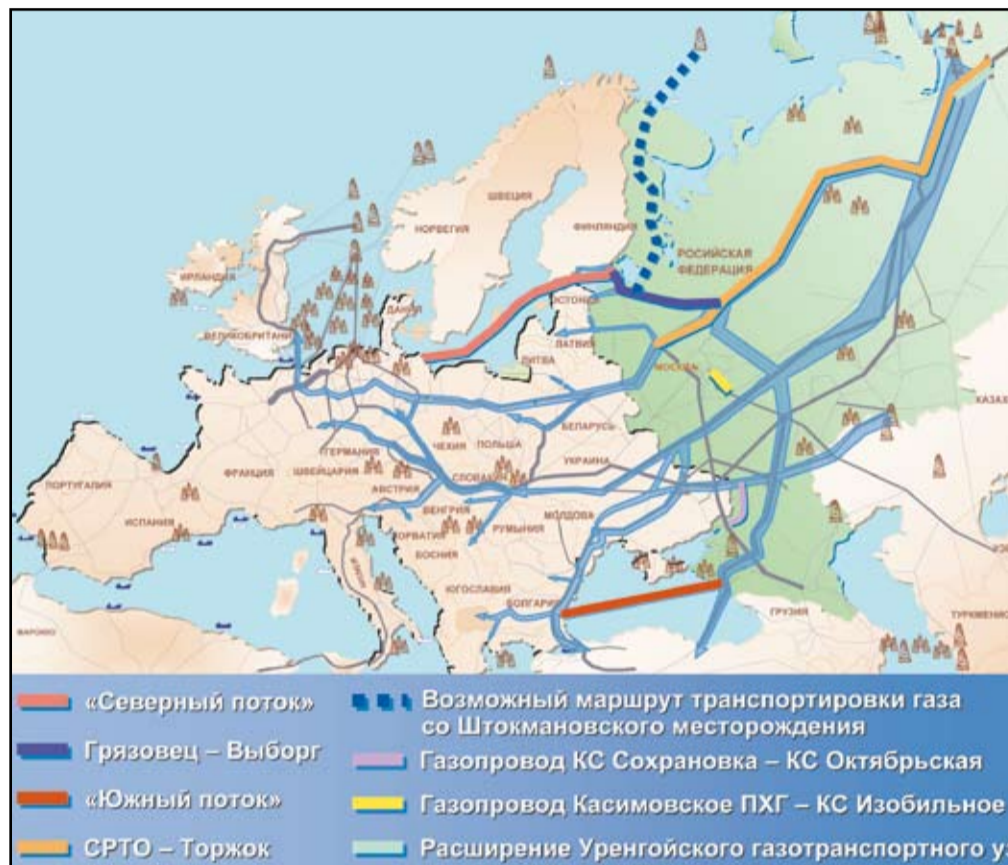 ШВЕЦИЯ
НОРВЕГИЯ
ФИНЛЯНДИЯ
РОСИЙСКАЯ
ФЕДЕРАЦИЯ
ИРЛАНДИЯ
ДАНИЯ
ЭСТОНИЯ
ВЕЛИКОБРИТАНИ
ЛАТВИЯ
ЛИТВА
МОСКВА
КАЗАХ
БЕЛАРУСЬ
ПОЛЬША
ЧЕХИЯ
ГЕРМАНИЯ
УКРАИНА
ФРАНЦИЯ
ШВЕЙЦАРИЯ
СЛОВАКИЯ
ПОРТУГАЛИЯ
АВСТРИЯ
ВЕНГРИЯ
МОЛДОВА
ИСПАНИЯ
РУМЫНИЯ
ХОРВАТИЯ
БОСНИЯ
ЮГОСЛАВИЯ
БОЛГАРИЯ
ГРУЗИЯ
ТУРКМЕНИС
«Северный поток»
Грязовец – Выборг
«Южный поток»
СРТО – Торжок
Возможный маршрут транспортировки газа
со Штокмановского месторождения
Газопровод КС Сохрановка – КС Октябрьская
Газопровод Касимовское ПХГ – КС Изобильное
Расширение Уренгойского газотранспортного у